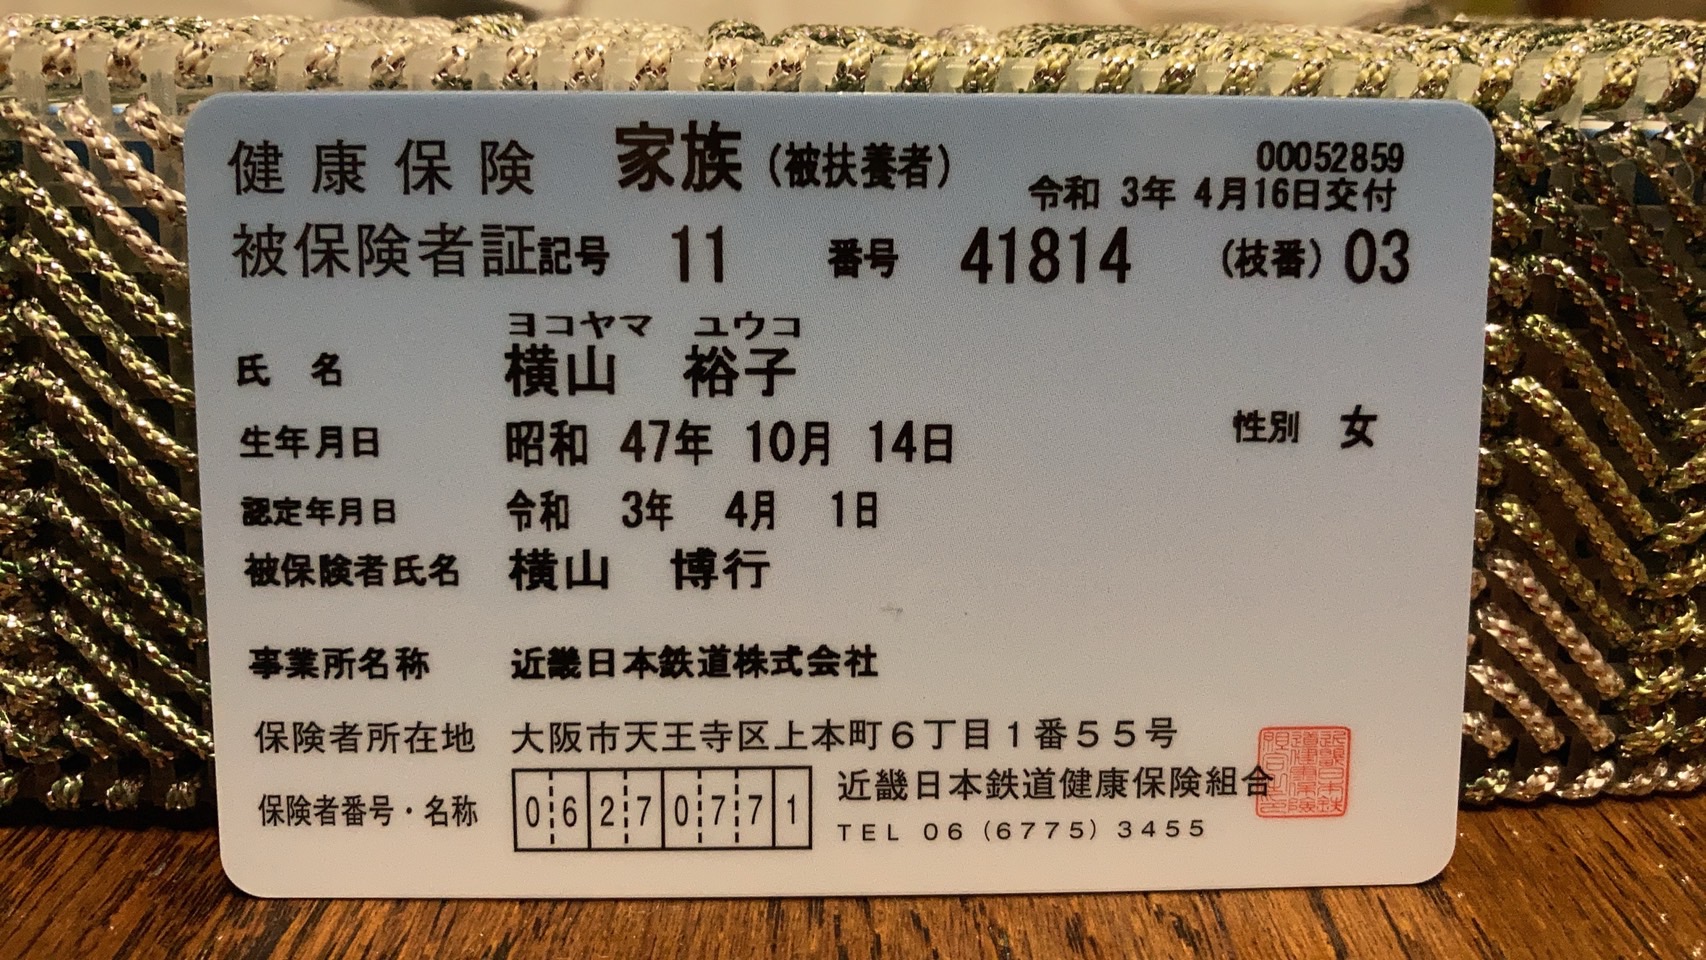 健康保険 家族(被扶養者) 00052859
令和 3年 4月16日交付
被保険者証 記号 11 番号 41814 (枝番) 03
ヨコヤマ ユウコ
氏 名 横山 裕子
生年月日 昭和 47年 10月 14日 性別 女
認定年月日 令和 3年 4月 1日
被保険者氏名 横山 博行
事業所名称 近畿日本鉄道株式会社
保険者所在地 大阪市天王寺区上本町6丁目1番55号
保険者番号・名称 06270771 近畿日本鉄道健康保険組合
TEL 06(6775)3455